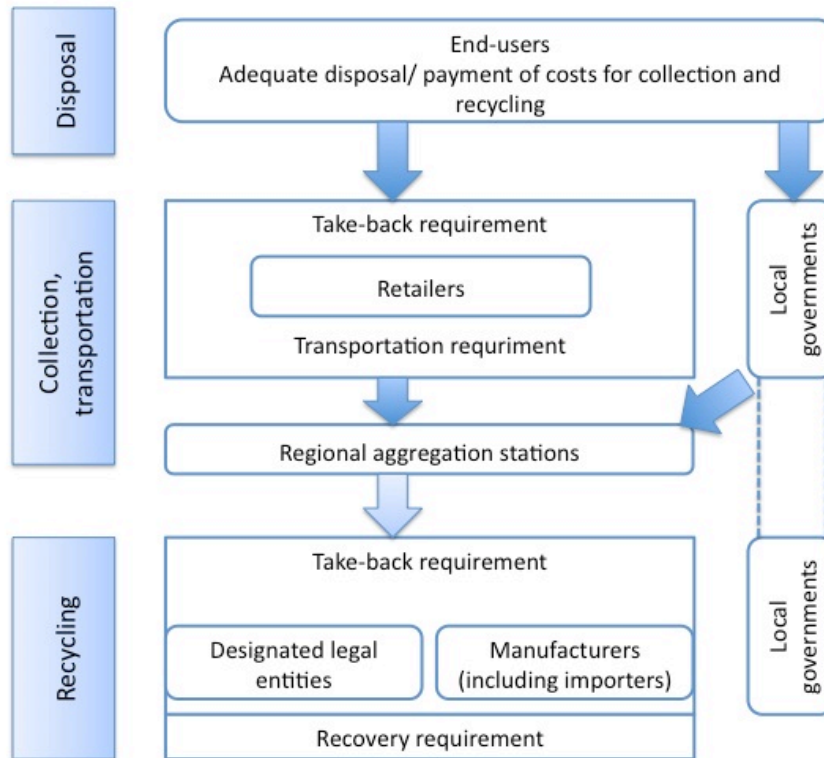 Disposal
End-users
Adequate disposal/ payment of costs for collection and
recycling
Collection,
transportation
Take-back requirement
Retailers
Transportation requriment
Local
governments
Regional aggregation stations
Recycling
Take-back requirement
Designated legal
entities
Manufacturers
(including importers)
Recovery requirement
Local
governments